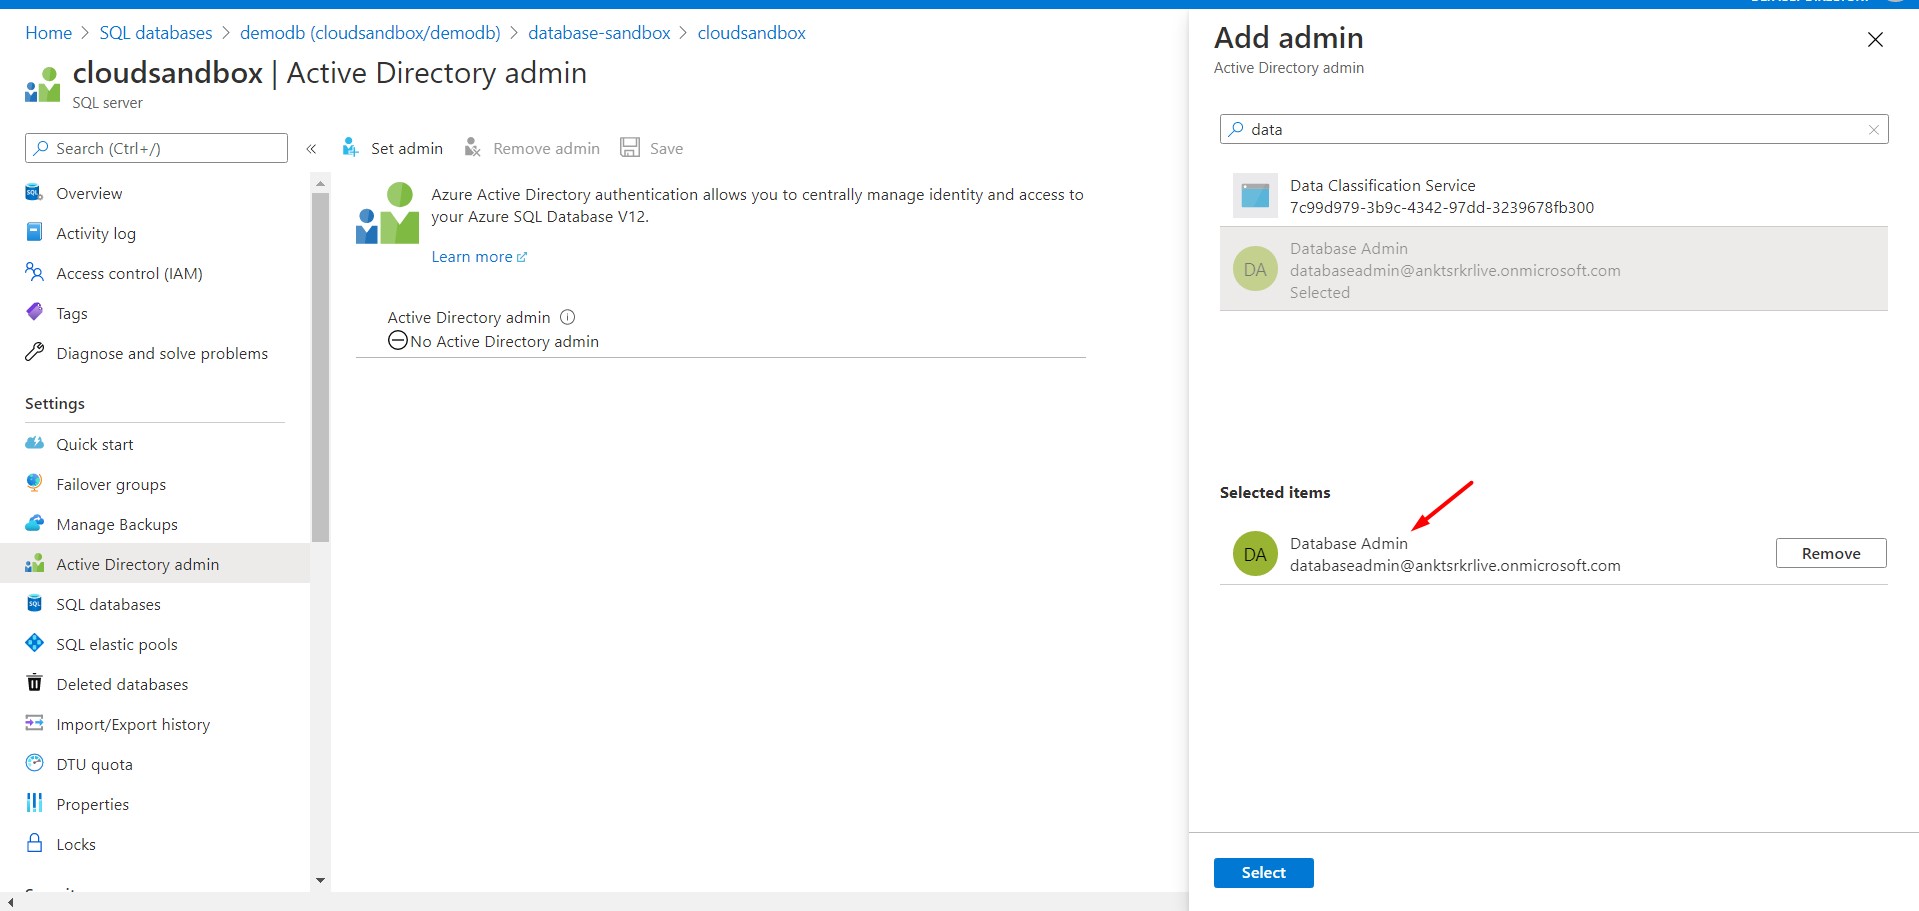 Home > SQL databases > demodb (cloudsandbox/demodb) > database-sandbox > cloudsandbox
cloudsandbox | Active Directory admin
SQL server
Search (Ctrl+/)
«
Set admin
Remove admin
Save
Overview
Activity log
Access control (IAM)
Tags
Diagnose and solve problems
Settings
Quick start
Failover groups
Manage Backups
Active Directory admin
SQL databases
SQL elastic pools
Deleted databases
Import/Export history
DTU quota
Properties
Locks
Azure Active Directory authentication allows you to centrally manage identity and access to
your Azure SQL Database V12.
Learn more
Active Directory admin
No Active Directory admin
Add admin
Active Directory admin
data
Data Classification Service
7c99d979-3b9c-4342-97dd-3239678fb300
DA
Database Admin
databaseadmin@anktsrkrlive.onmicrosoft.com
Selected
Selected items
DA
Database Admin
databaseadmin@anktsrkrlive.onmicrosoft.com
Remove
Select